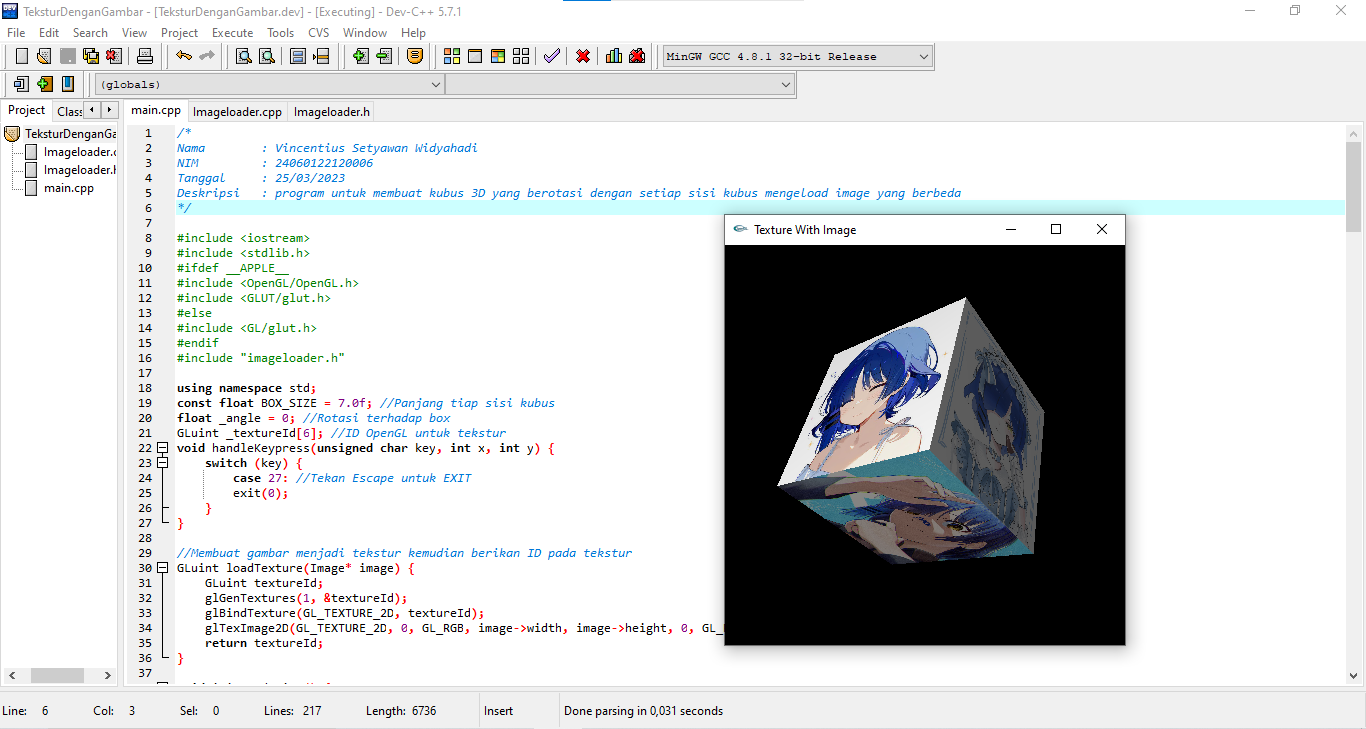 TeksturDenganGambar - [TeksturDenganGambar.dev] - [Executing] - Dev-C++ 5.7.1
File Edit Search View Project Execute Tools CVS Window Help
MinGW GCC 4.8.1 32-bit Release
(globals)
Project Clas
main.cpp Imageloader.cpp Imageloader.h
TeksturDenganGa
Imageloader.c
Imageloader.h
main.cpp
1 /*
2 Nama : Vincentius Setyawan Widyahadi
3 NIM : 24060122120006
4 Tanggal : 25/03/2023
5 Deskripsi : program untuk membuat kubus 3D yang berotasi dengan setiap sisi kubus mengeload image yang berbeda
6 */
7
8 #include <iostream>
9 #include <stdlib.h>
10 #ifdef __APPLE__
11 #include <OpenGL/OpenGL.h>
12 #include <GLUT/glut.h>
13 #else
14 #include <GL/glut.h>
15 #endif
16 #include "imageloader.h"
17
18 using namespace std;
19 const float BOX_SIZE = 7.0f; //Panjang tiap sisi kubus
20 float _angle = 0; //Rotasi terhadap box
21 GLuint _textureId[6]; //ID OpenGL untuk tekstur
22 void handleKeypress(unsigned char key, int x, int y) {
23 switch (key) {
24 case 27: //Tekan Escape untuk EXIT
25 exit(0);
26 }
27 }
28
29 //Membuat gambar menjadi tekstur kemudian berikan ID pada tekstur
30 GLuint loadTexture(Image* image) {
31 GLuint textureId;
32 glGenTextures(1, &textureId);
33 glBindTexture(GL_TEXTURE_2D, textureId);
34 glTexImage2D(GL_TEXTURE_2D, 0, GL_RGB, image->width, image->height, 0, GL_
35 return textureId;
36 }
37
Texture With Image
Line: 6 Col: 3 Sel: 0 Lines: 217 Length: 6736 Insert Done parsing in 0,031 seconds